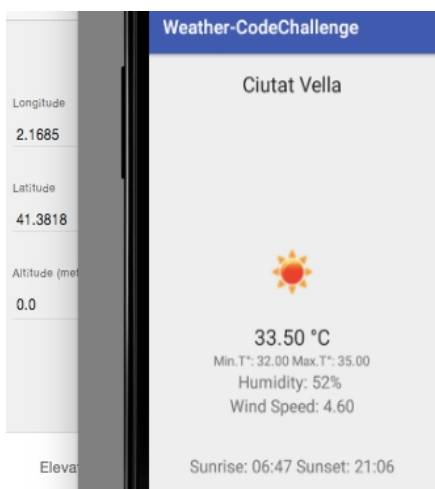 Longitude
2.1685
Latitude
41.3818
Altitude (met
0.0
Eleva
Weather-CodeChallenge
Ciutat Vella
33.50 °C
Min.T°: 32.00 Max.T°: 35.00
Humidity: 52%
Wind Speed: 4.60
Sunrise: 06:47 Sunset: 21:06